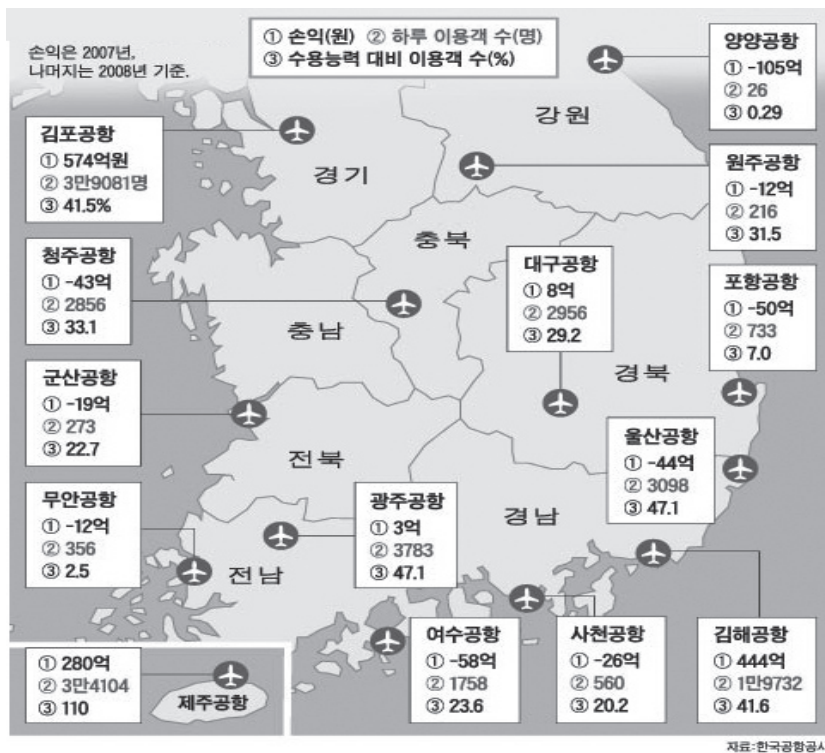 손익은 2007년,
나머지는 2008년 기준.
① 손익(원) ② 하루 이용객 수(명)
③ 수용능력 대비 이용객 수(%)
양양공항
① -105억
② 26
③ 0.29
김포공항
① 574억원
② 3만9081명
③ 41.5%
강원
경기
원주공항
① -12억
② 216
③ 31.5
청주공항
① -43억
② 2856
③ 33.1
충북
대구공항
① 8억
② 2956
③ 29.2
포항공항
① -50억
② 733
③ 7.0
충남
경북
군산공항
① -19억
② 273
③ 22.7
전북
울산공항
① -44억
② 3098
③ 47.1
무안공항
① -12억
② 356
③ 2.5
광주공항
① 3억
② 3783
③ 47.1
경남
전남
여수공항
① -58억
② 1758
③ 23.6
사천공항
① -26억
② 560
③ 20.2
김해공항
① 444억
② 1만9732
③ 41.6
① 280억
② 3만4104
③ 110
제주공항
자료:한국공항공사